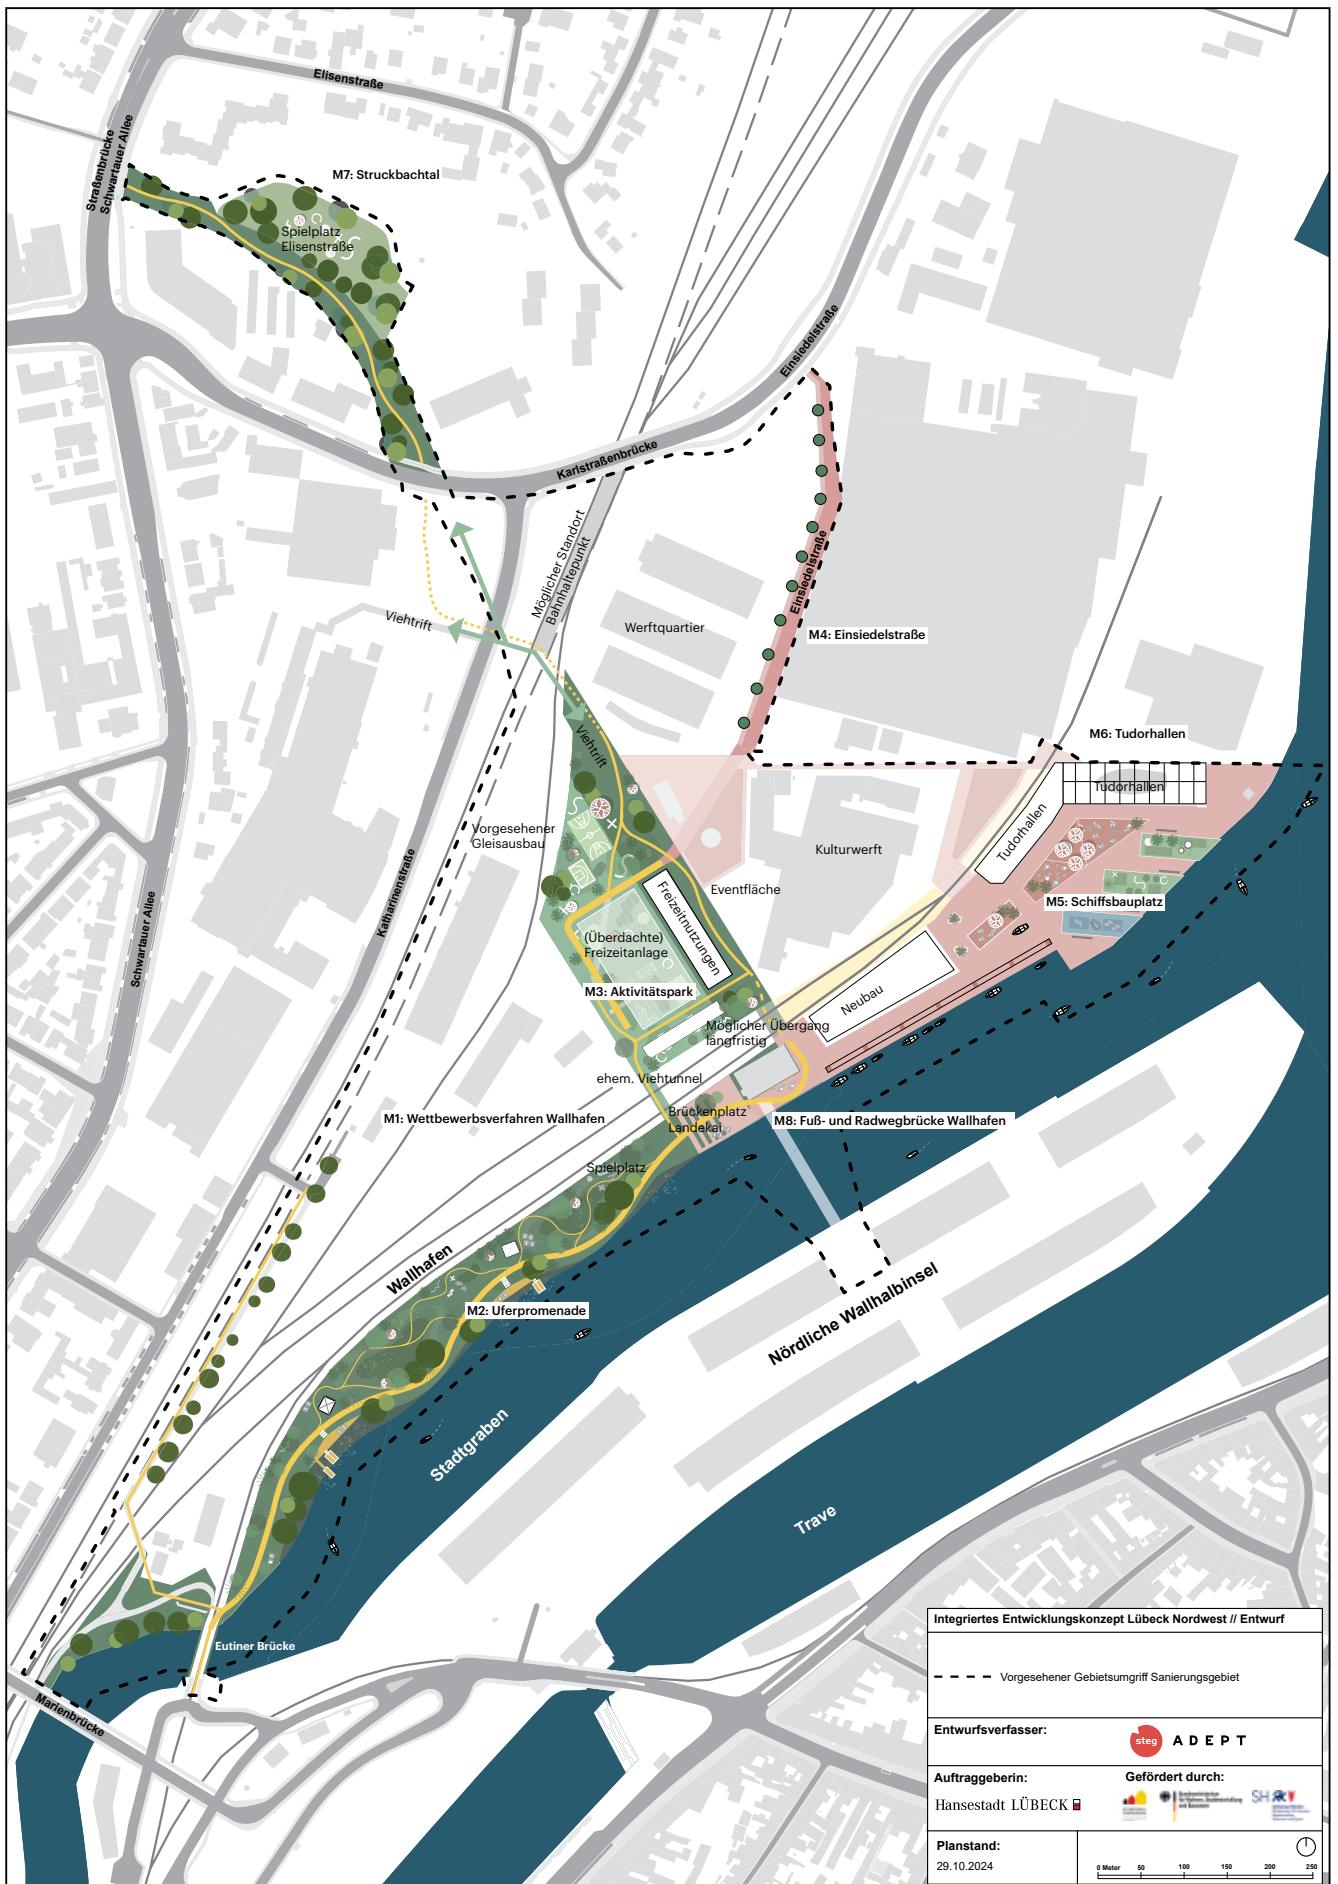 Elisenstraße
Straßenbrücke
Schwartauer Allee
M7: Struckbachtal
Spielplatz
Elisenstraße
Einsiedelstraße
Karlstraßenbrücke
Möglicher Standort
Bahnhaltepunkt
Einsiedelstraße
Viehtrift
Werftquartier
M4: Einsiedelstraße
Viehtrift
M6: Tudorhallen
Tudorhallen
Tudorhallen
Vorgesehener
Gleisausbau
Kulturwerft
Katharinenstraße
Freizeitnutzungen
Eventfläche
M5: Schiffsbauplatz
Schwartauer Allee
(Überdachte)
Freizeitanlage
M3: Aktivitätspark
Neubau
Möglicher Übergang
langfristig
ehem. Viehtunnel
M1: Wettbewerbsverfahren Wallhafen
Brückenplatz
Landekai
M8: Fuß- und Radwegbrücke Wallhafen
Spielplatz
Wallhafen
M2: Uferpromenade
Nördliche Wallhalbinsel
Stadtgraben
Trave
Eutiner Brücke
Marienbrücke
Integriertes Entwicklungskonzept Lübeck Nordwest // Entwurf
Vorgesehener Gebietsumgriff Sanierungsgebiet
Entwurfsverfasser:
steg
ADEPT
Auftraggeberin:
Gefördert durch:
Hansestadt LÜBECK
SH
Planstand:
29.10.2024
0 Meter 50 100 150 200 250